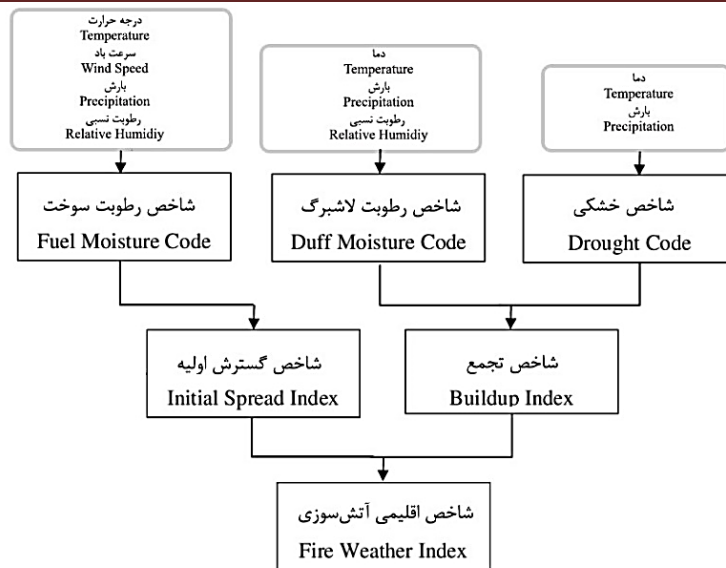 درجه حرارت
Temperature
سرعت باد
Wind Speed
بارش
Precipitation
رطوبت نسبی
Relative Humidiy
دما
Temperature
بارش
Precipitation
رطوبت نسبی
Relative Humidiy
دما
Temperature
بارش
Precipitation
شاخص رطوبت سوخت
Fuel Moisture Code
شاخص رطوبت لاشبرگ
Duff Moisture Code
شاخص خشکی
Drought Code
شاخص گسترش اولیه
Initial Spread Index
شاخص تجمع
Buildup Index
شاخص اقلیمی آتش‌سوزی
Fire Weather Index